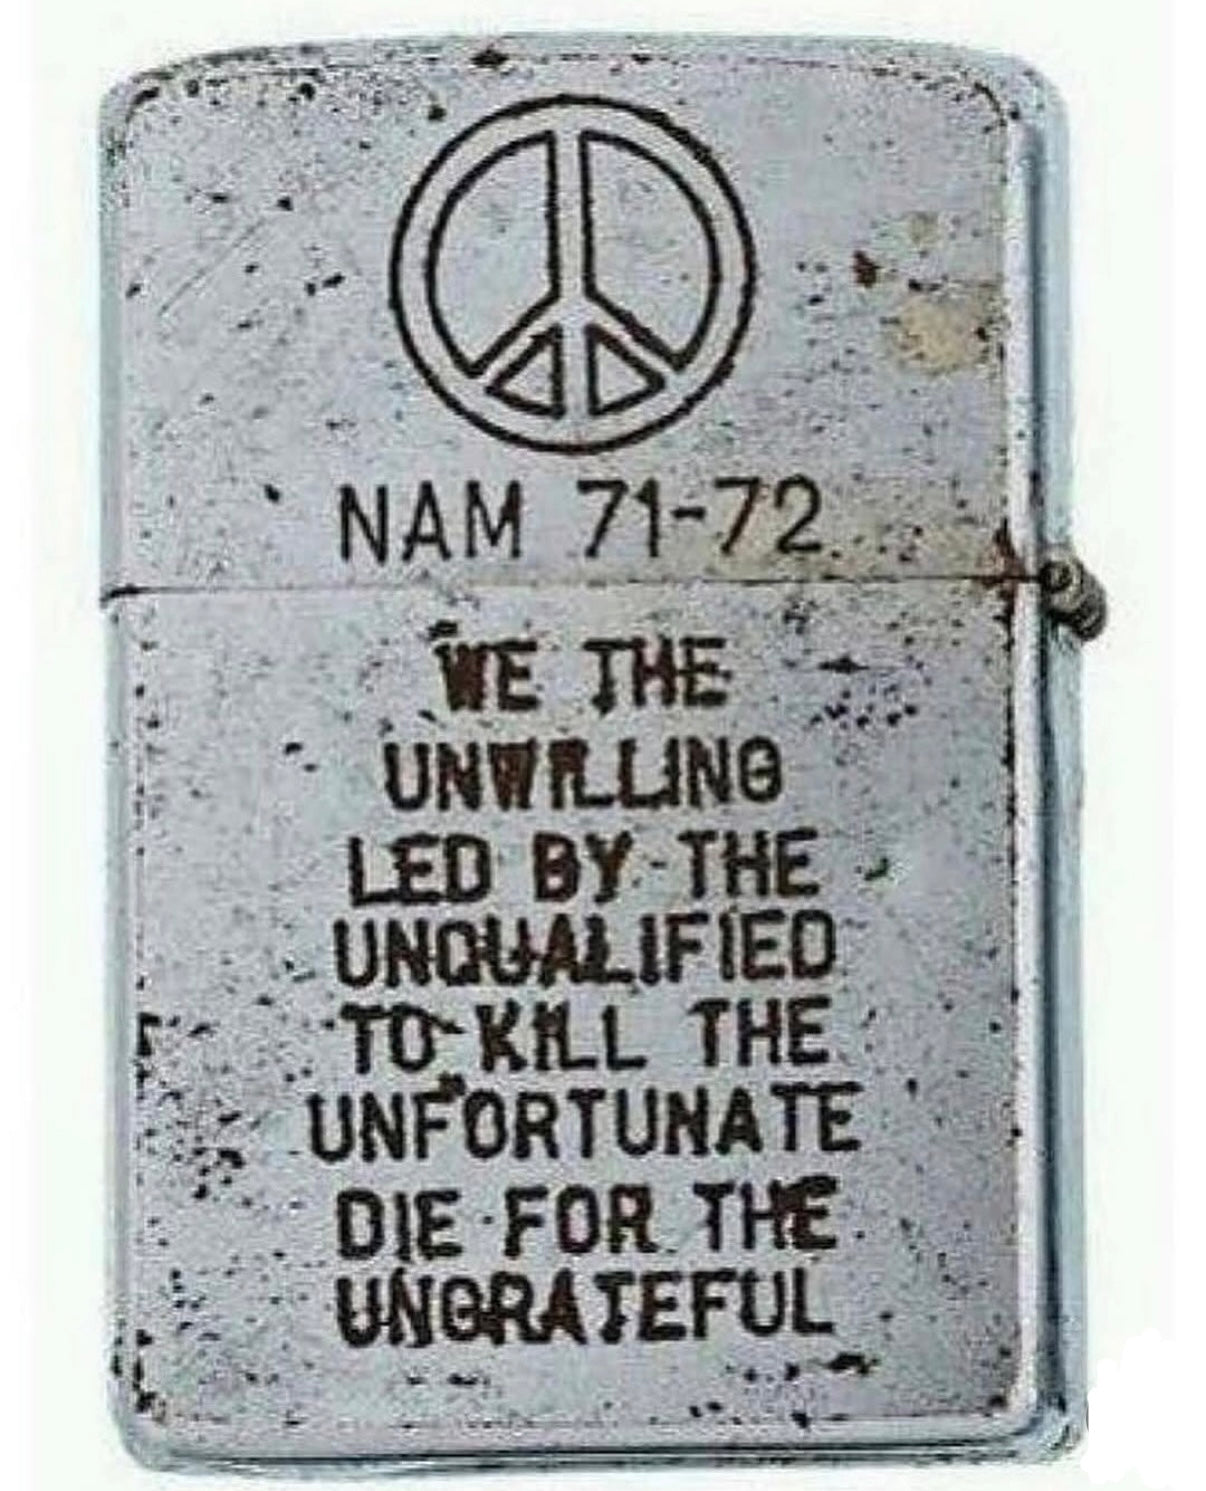 NAM 71-72
WE THE
UNWILLING
LED BY THE
UNQUALIFIED
TO KILL THE
UNFORTUNATE
DIE FOR THE
UNGRATEFUL